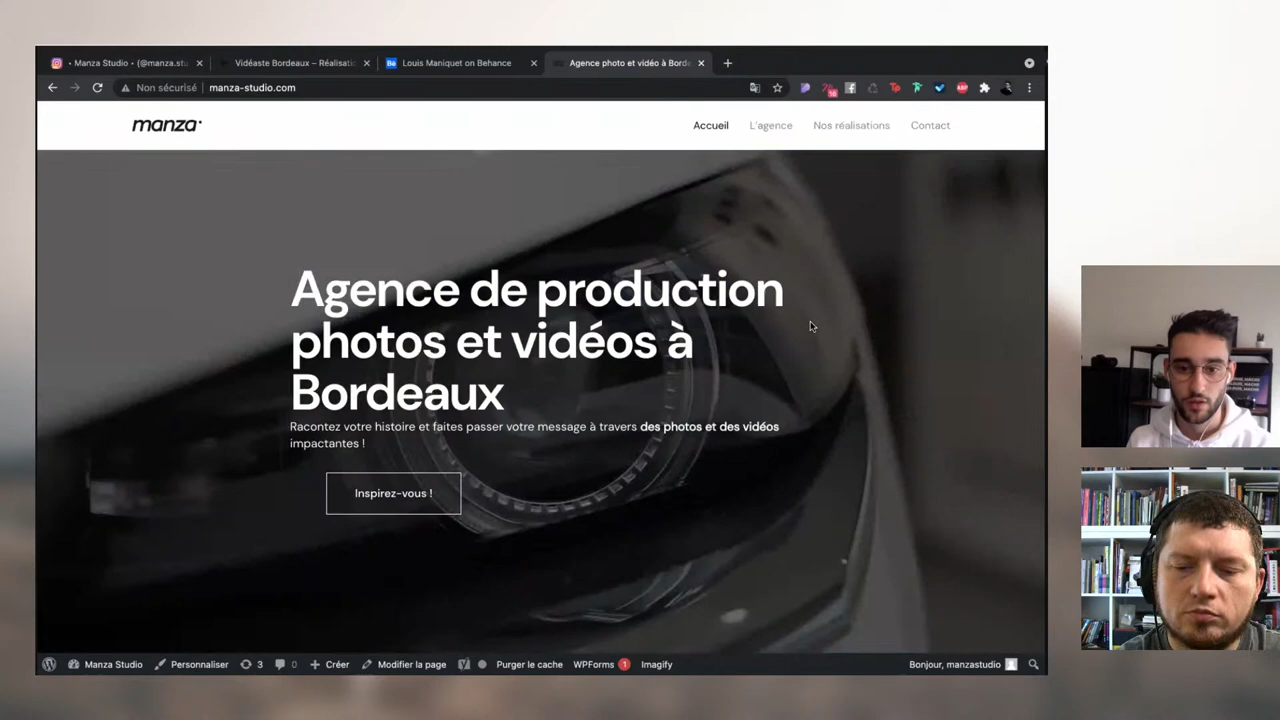 • Manza Studio • (@manza.stu
Vidéaste Bordeaux – Réalisati
Bē Louis Maniquet on Behance
Agence photo et vidéo à Borde
Non sécurisé manza-studio.com
ABP
manza
Accueil L'agence Nos réalisations Contact
Agence de production
photos et vidéos à
Bordeaux
Racontez votre histoire et faites passer votre message à travers des photos et des vidéos
impactantes !
Inspirez-vous !
Manza Studio Personnaliser 3 0 + Créer Modifier la page Purger le cache WPForms 1 Imagify Bonjour, manzastudio